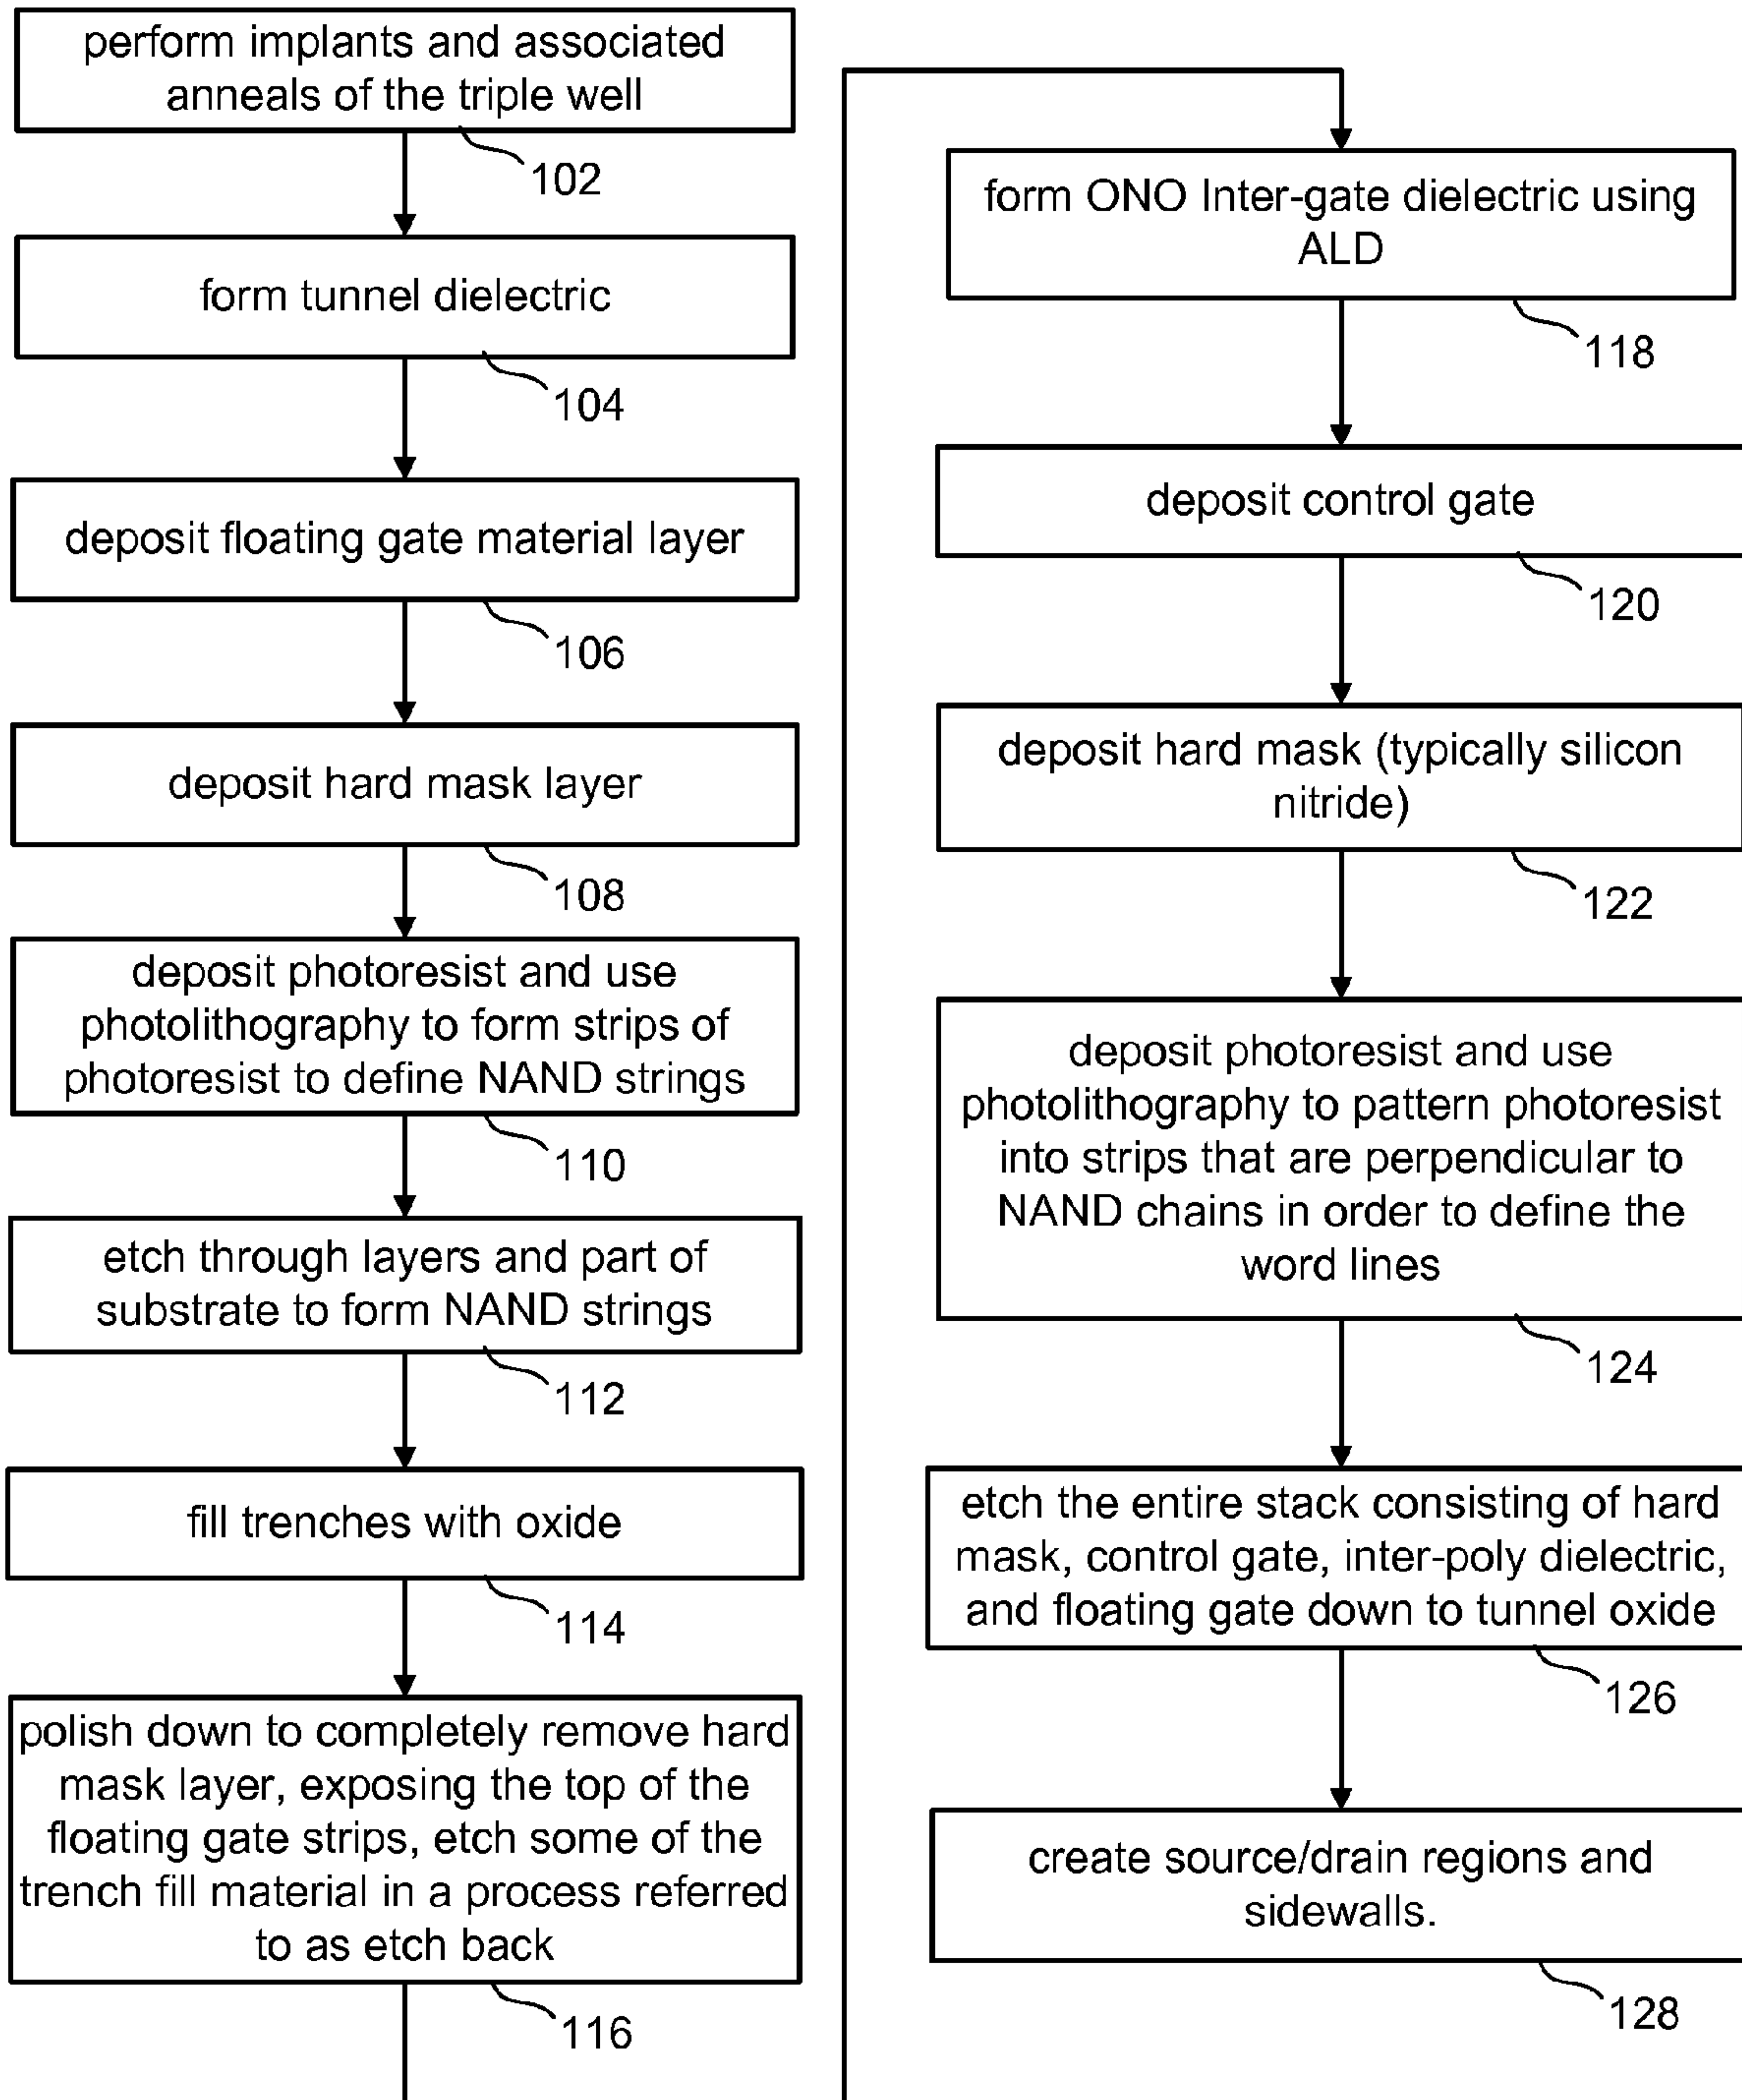 perform implants and associated
anneals of the triple well
102
form tunnel dielectric
104
deposit floating gate material layer
106
deposit hard mask layer
108
deposit photoresist and use
photolithography to form strips of
photoresist to define NAND strings
110
etch through layers and part of
substrate to form NAND strings
112
fill trenches with oxide
114
polish down to completely remove hard
mask layer, exposing the top of the
floating gate strips, etch some of the
trench fill material in a process referred
to as etch back
116
form ONO Inter-gate dielectric using
ALD
118
deposit control gate
120
deposit hard mask (typically silicon
nitride)
122
deposit photoresist and use
photolithography to pattern photoresist
into strips that are perpendicular to
NAND chains in order to define the
word lines
124
etch the entire stack consisting of hard
mask, control gate, inter-poly dielectric,
and floating gate down to tunnel oxide
126
create source/drain regions and
sidewalls.
128